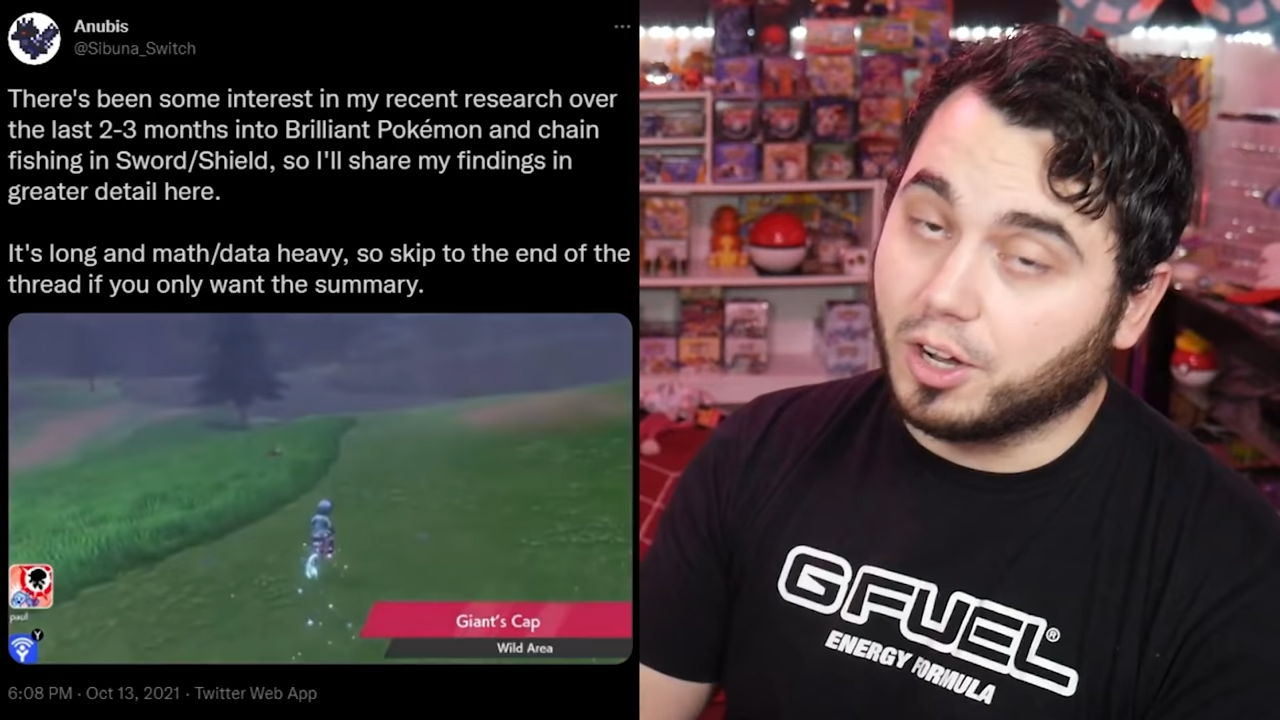 Anubis
@Sibuna_Switch
There's been some interest in my recent research over
the last 2-3 months into Brilliant Pokémon and chain
fishing in Sword/Shield, so I'll share my findings in
greater detail here.
It's long and math/data heavy, so skip to the end of the
thread if you only want the summary.
paul
Y
Giant's Cap
Wild Area
6:08 PM · Oct 13, 2021 · Twitter Web App
GFUEL®
ENERGY FORMULA